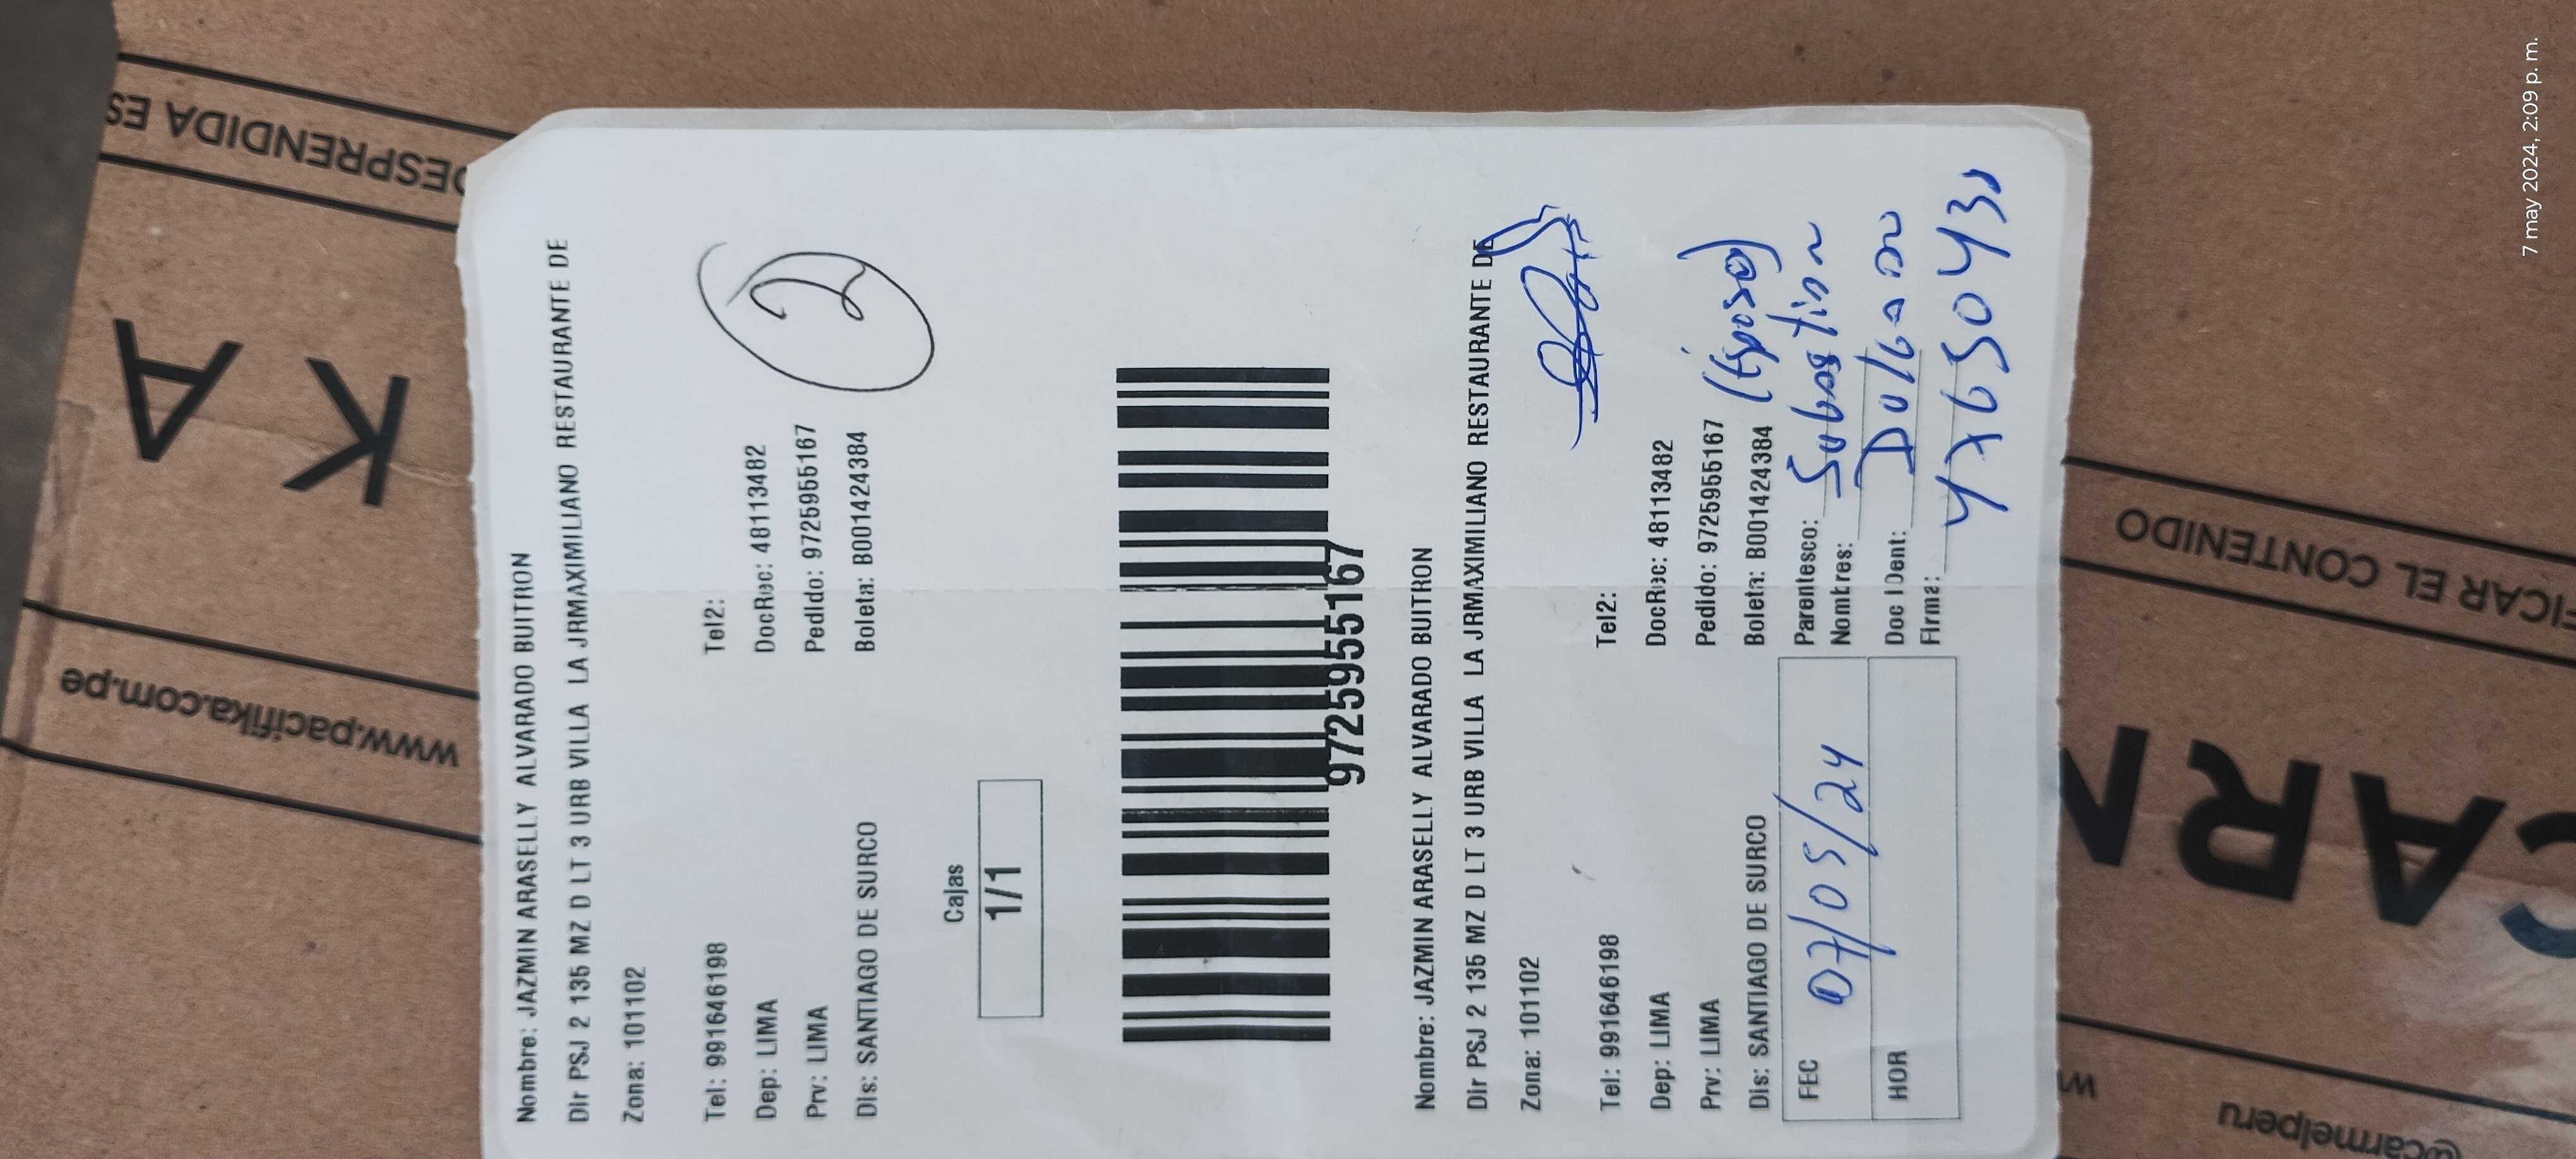 Nombre: JAZMIN ARASELLY ALVARADO BUITRON
Dir PSJ 2 135 MZ D LT 3 URB VILLA LA JRMAXIMILIANO RESTAURANTE DE
Zona: 101102
Tel: 991646198 Tel2:
Dep: LIMA DocRec: 48113482
Prv: LIMA Pedido: 9725955167
Dis: SANTIAGO DE SURCO Boleta: B001424384
2
Cajas
1/1
9725955167
Nombre: JAZMIN ARASELLY ALVARADO BUITRON
Dir PSJ 2 135 MZ D LT 3 URB VILLA LA JRMAXIMILIANO RESTAURANTE DE
Zona: 101102
Tel: 991646198 Tel2:
Dep: LIMA DocRec: 48113482
Prv: LIMA Pedido: 9725955167
Dis: SANTIAGO DE SURCO Boleta: B001424384
(Esposo)
FEC 07/05/24
HOR
Parentesco:
Nombres:
Doc IDent:
Firma:
DESPRENDIDA ES
KA
www.pacifika.com.pe
FICAR EL CONTENIDO
CARM
@carmelperu
7 may 2024, 2:09 p. m.